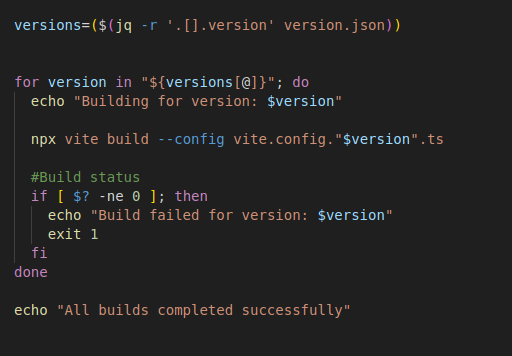 versions=($(jq -r '.[].version' version.json))
for version in "${versions[@]}"; do
echo "Building for version: $version"
npx vite build --config vite.config."$version".ts
#Build status
if [ $? -ne 0 ]; then
echo "Build failed for version: $version"
exit 1
fi
done
echo "All builds completed successfully"